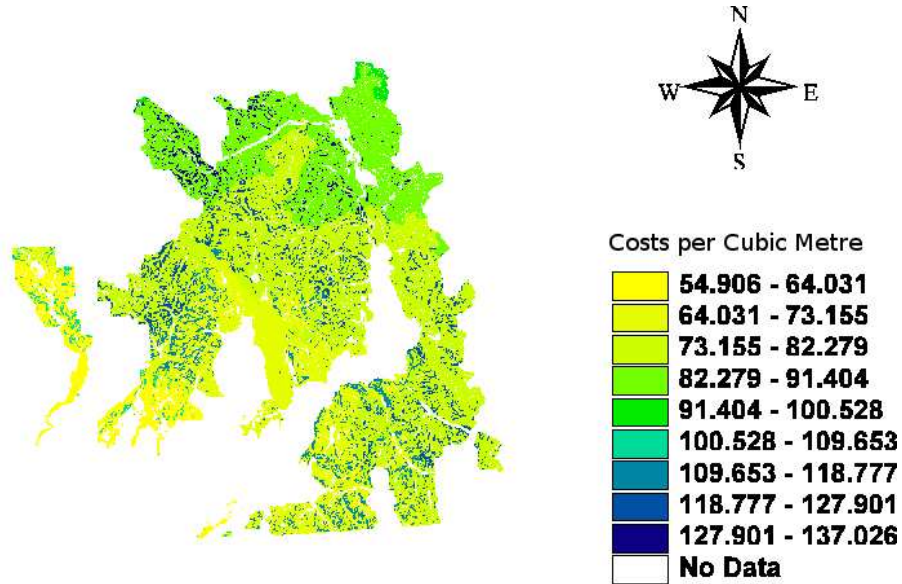 N
W E
S
Costs per Cubic Metre
54.906 - 64.031
64.031 - 73.155
73.155 - 82.279
82.279 - 91.404
91.404 - 100.528
100.528 - 109.653
109.653 - 118.777
118.777 - 127.901
127.901 - 137.026
No Data